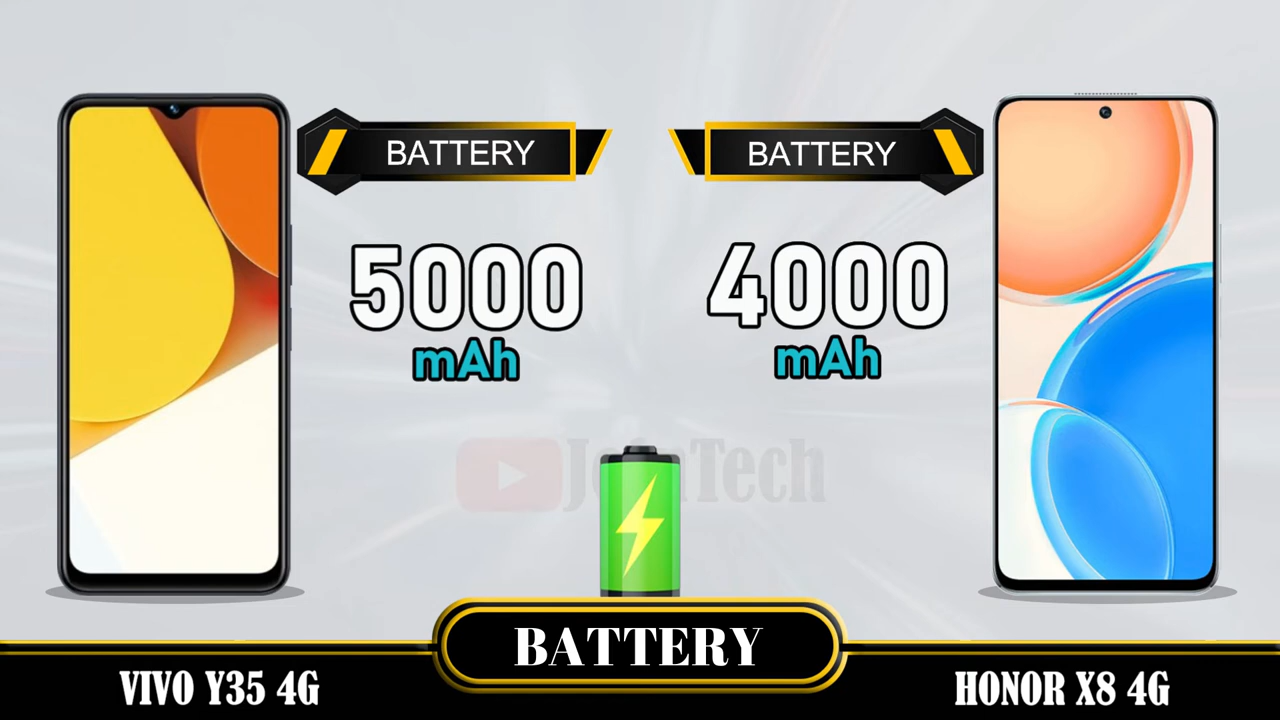 BATTERY
BATTERY
5000
mAh
4000
mAh
BATTERY
VIVO Y35 4G
HONOR X8 4G